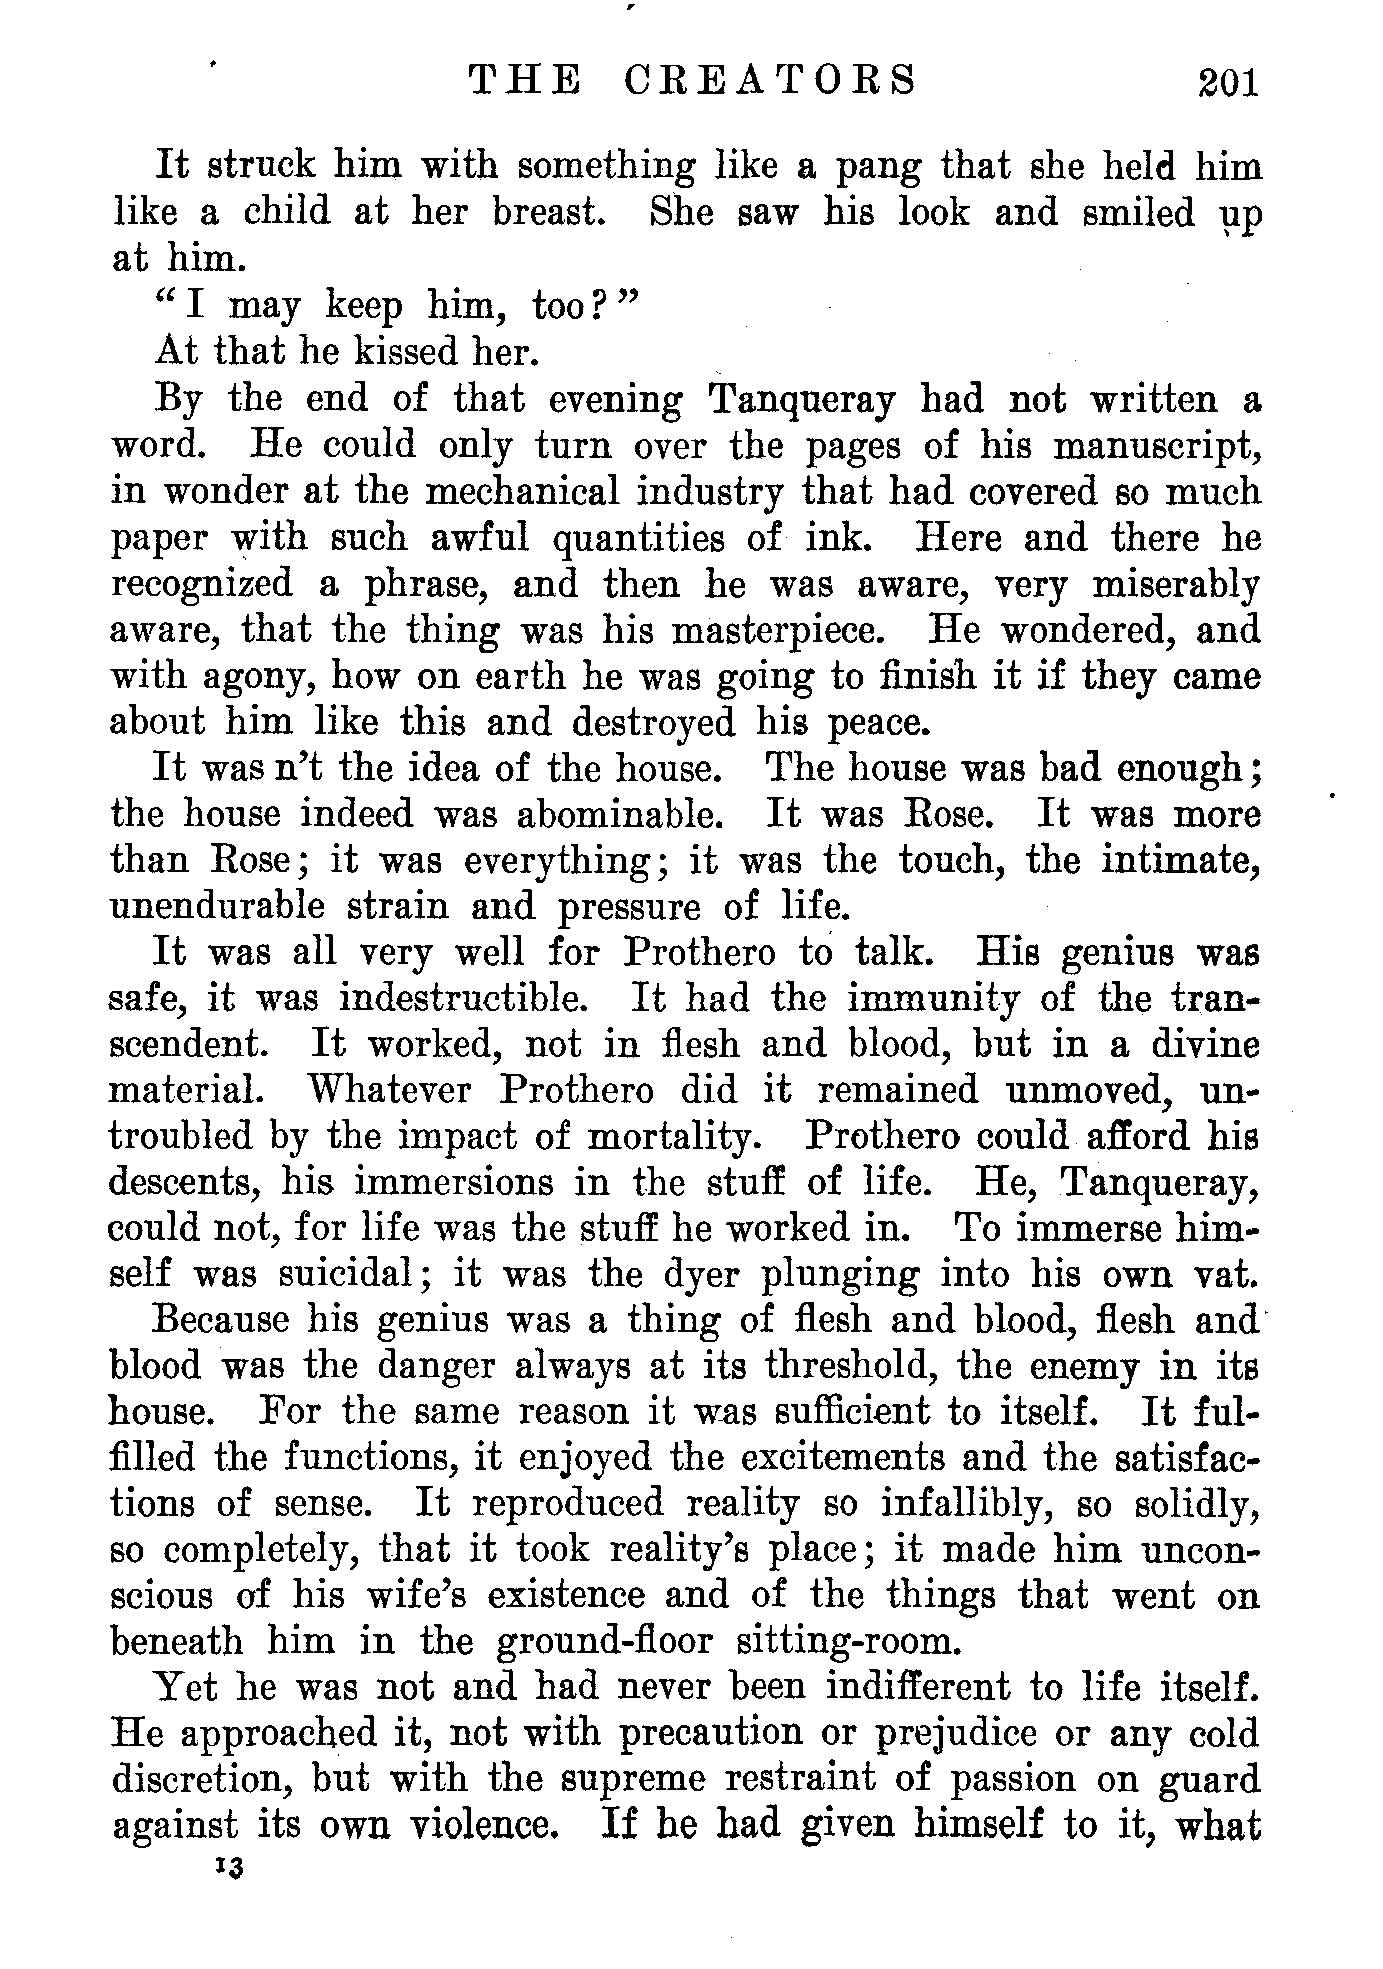 THE CREATORS 201
It struck him with something like a pang that she held him
like a child at her breast. She saw his look and smiled up
at him.
“I may keep him, too?”
At that he kissed her.
By the end of that evening Tanqueray had not written a
word. He could only turn over the pages of his manuscript,
in wonder at the mechanical industry that had covered so much
paper with such awful quantities of ink. Here and there he
recognized a phrase, and then he was aware, very miserably
aware, that the thing was his masterpiece. He wondered, and
with agony, how on earth he was going to finish it if they came
about him like this and destroyed his peace.
It was n’t the idea of the house. The house was bad enough;
the house indeed was abominable. It was Rose. It was more
than Rose; it was everything; it was the touch, the intimate,
unendurable strain and pressure of life.
It was all very well for Prothero to talk. His genius was
safe, it was indestructible. It had the immunity of the tran-
scendent. It worked, not in flesh and blood, but in a divine
material. Whatever Prothero did it remained unmoved, un-
troubled by the impact of mortality. Prothero could afford his
descents, his immersions in the stuff of life. He, Tanqueray,
could not, for life was the stuff he worked in. To immerse him-
self was suicidal; it was the dyer plunging into his own vat.
Because his genius was a thing of flesh and blood, flesh and
blood was the danger always at its threshold, the enemy in its
house. For the same reason it was sufficient to itself. It ful-
filled the functions, it enjoyed the excitements and the satisfac-
tions of sense. It reproduced reality so infallibly, so solidly,
so completely, that it took reality’s place; it made him uncon-
scious of his wife’s existence and of the things that went on
beneath him in the ground-floor sitting-room.
Yet he was not and had never been indifferent to life itself.
He approached it, not with precaution or prejudice or any cold
discretion, but with the supreme restraint of passion on guard
against its own violence. If he had given himself to it, what
13